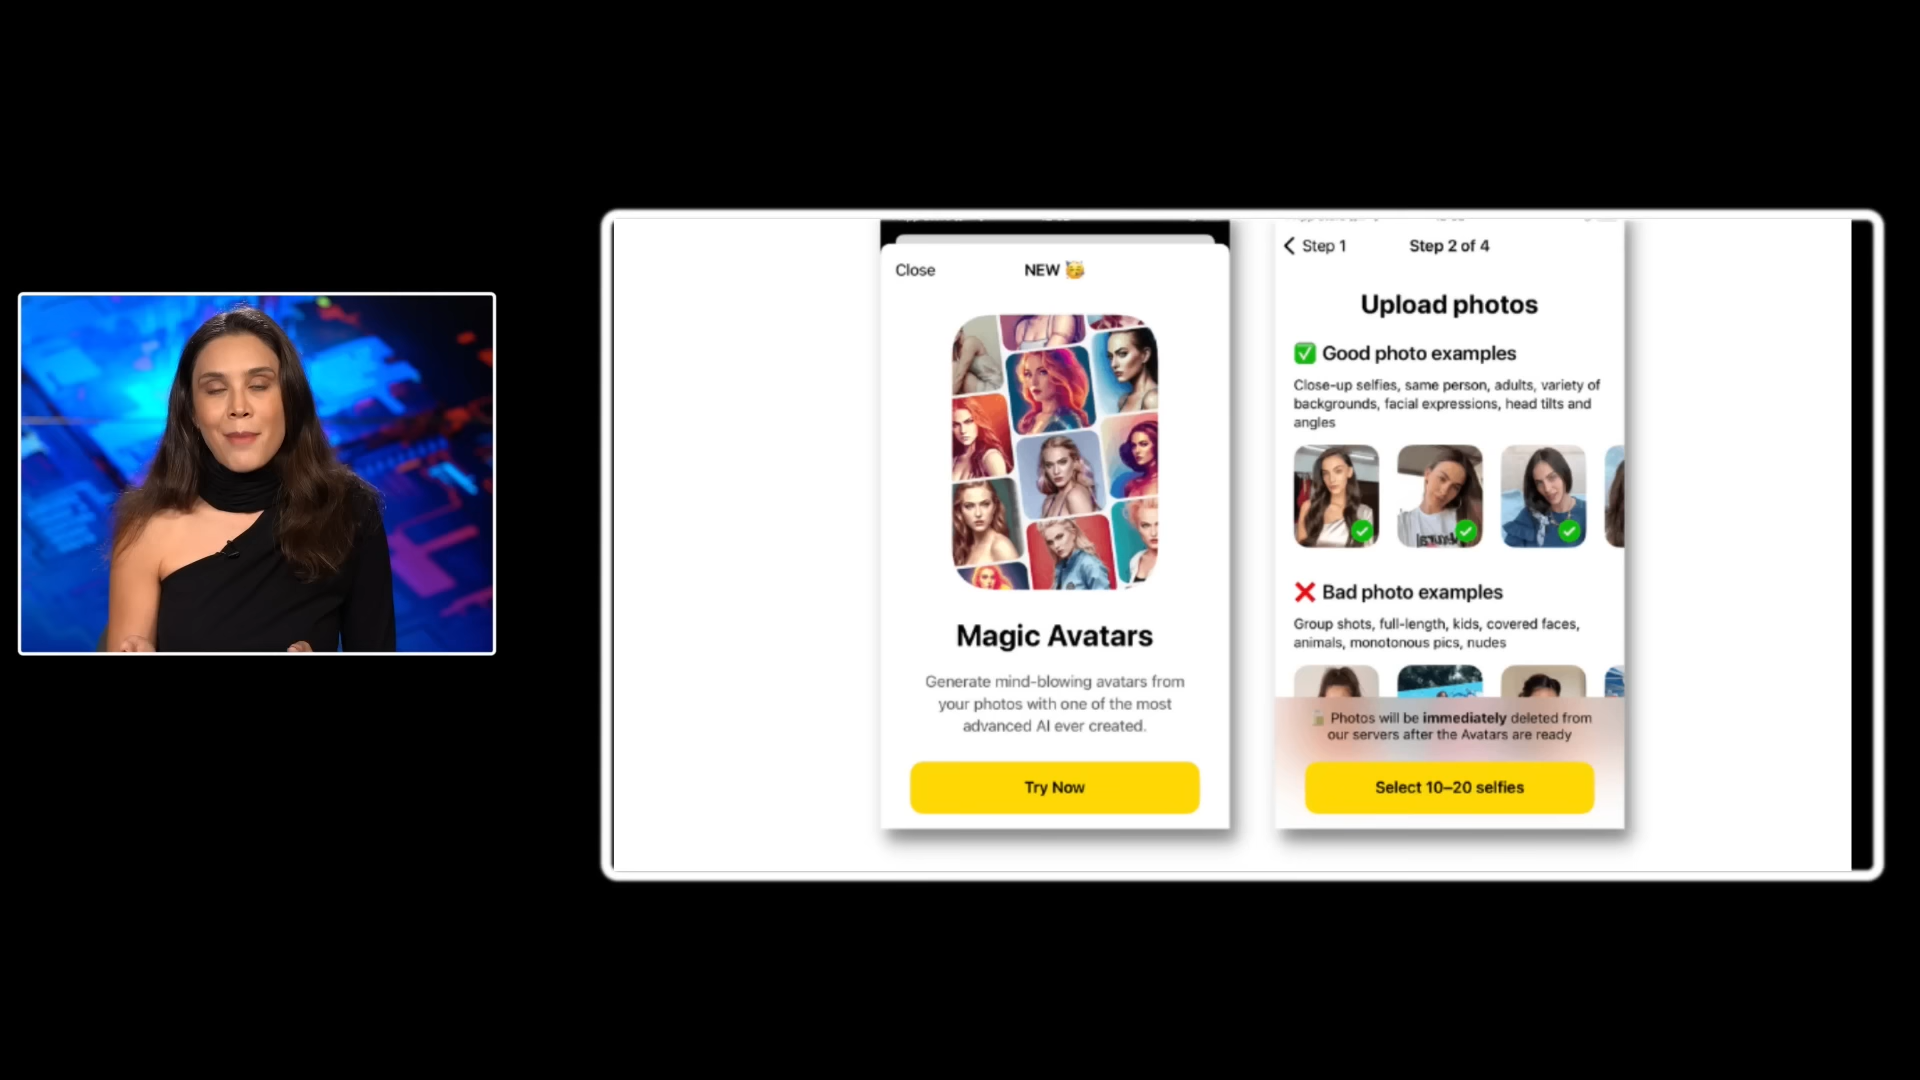 Close
NEW
Magic Avatars
Generate mind-blowing avatars from
your photos with one of the most
advanced AI ever created.
Try Now
Step 1
Step 2 of 4
Upload photos
Good photo examples
Close-up selfies, same person, adults, variety of
backgrounds, facial expressions, head tilts and
angles
Bad photo examples
Group shots, full-length, kids, covered faces,
animals, monotonous pics, nudes
Photos will be immediately deleted from
our servers after the Avatars are ready
Select 10–20 selfies